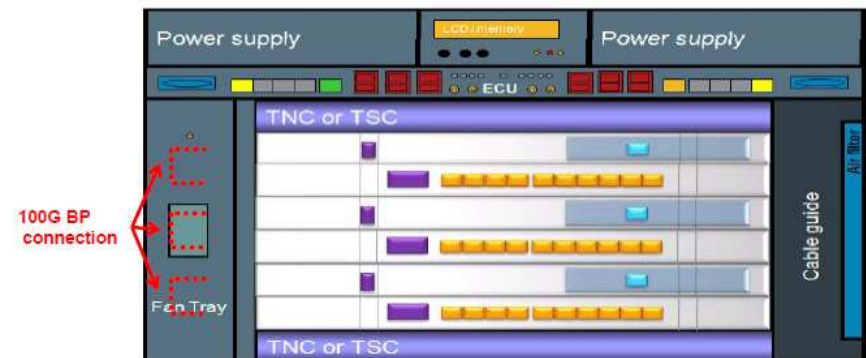 Power supply
LCD / memory
Power supply
ECU
TNC or TSC
100G BP
connection
Fan Tray
Cable guide
Air filter
TNC or TSC